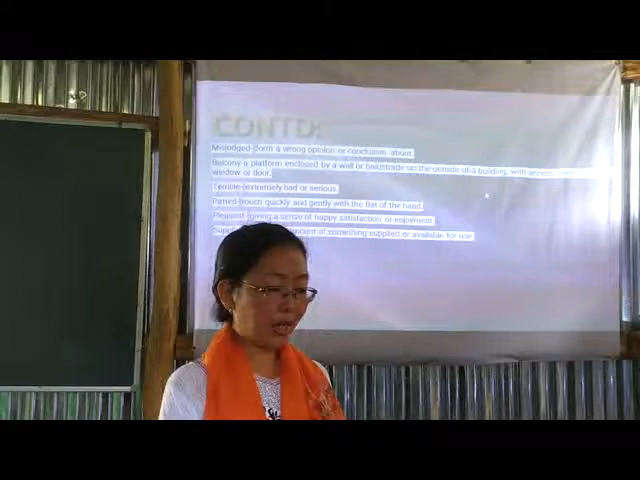 CONTD:
Misjudged-form a wrong opinion or conclusion about.
Balcony a platform enclosed by a wall or balustrade on the outside of a building, with access from
window or door.
Terrible-extremely bad or serious.
Patted-touch quickly and gently with the flat of the hand.
Pleasant-giving a sense of happy satisfaction or enjoyment.
amount of something supplied or available for use